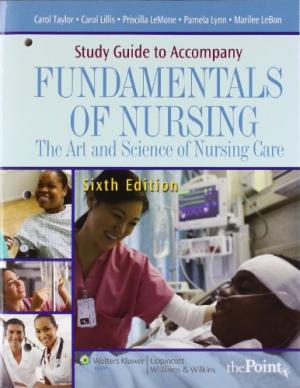 Carol Taylor • Carol Lillis • Priscilla LeMone • Pamela Lynn • Marilee LeBon
Study Guide to Accompany
FUNDAMENTALS
OF NURSING
The Art and Science of Nursing Care
Sixth Edition
Wolters Kluwer
Lippincott
Williams & Wilkins
thePoint